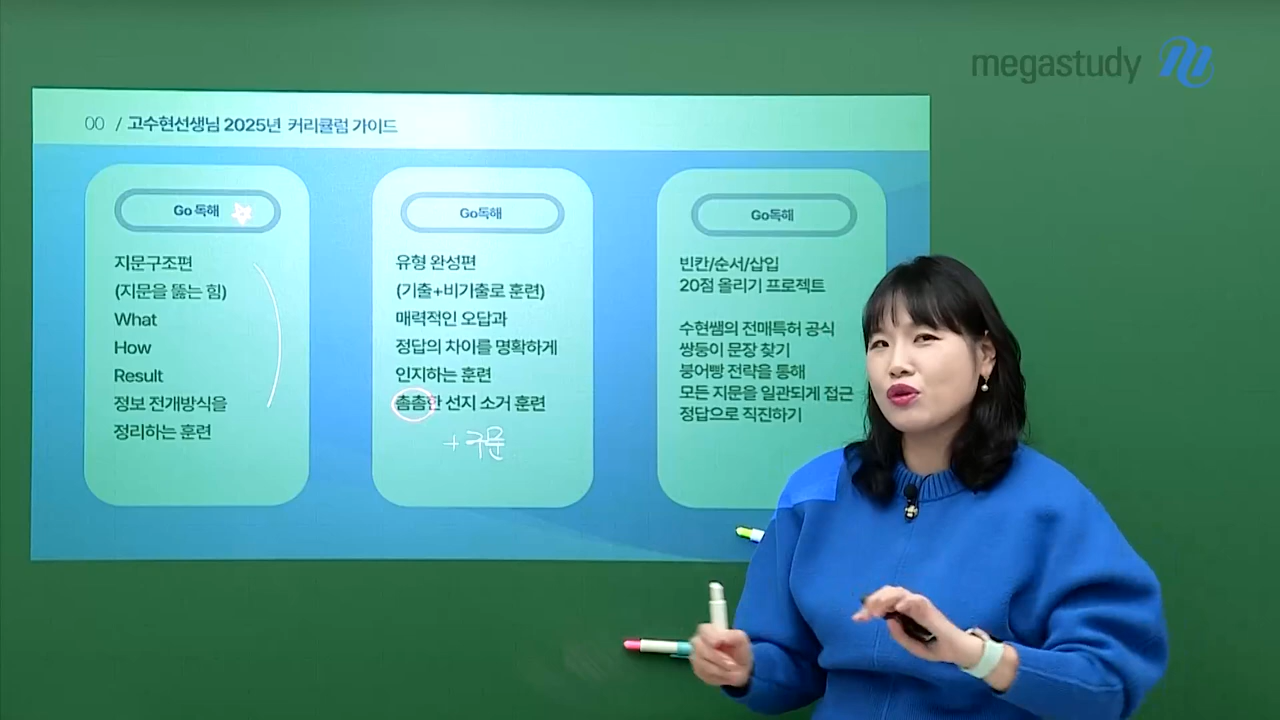 megastudy
00 / 고수현선생님 2025년 커리큘럼 가이드
Go 독해
지문구조편
(지문을 뚫는 힘)
What
How
Result
정보 전개방식을
정리하는 훈련
Go독해
유형 완성편
(기출+비기출로 훈련)
매력적인 오답과
정답의 차이를 명확하게
인지하는 훈련
촘촘한 선지 소거 훈련
+ 구문
Go독해
빈칸/순서/삽입
20점 올리기 프로젝트
수현쌤의 전매특허 공식
쌍둥이 문장 찾기
붕어빵 전략을 통해
모든 지문을 일관되게 접근
정답으로 직진하기